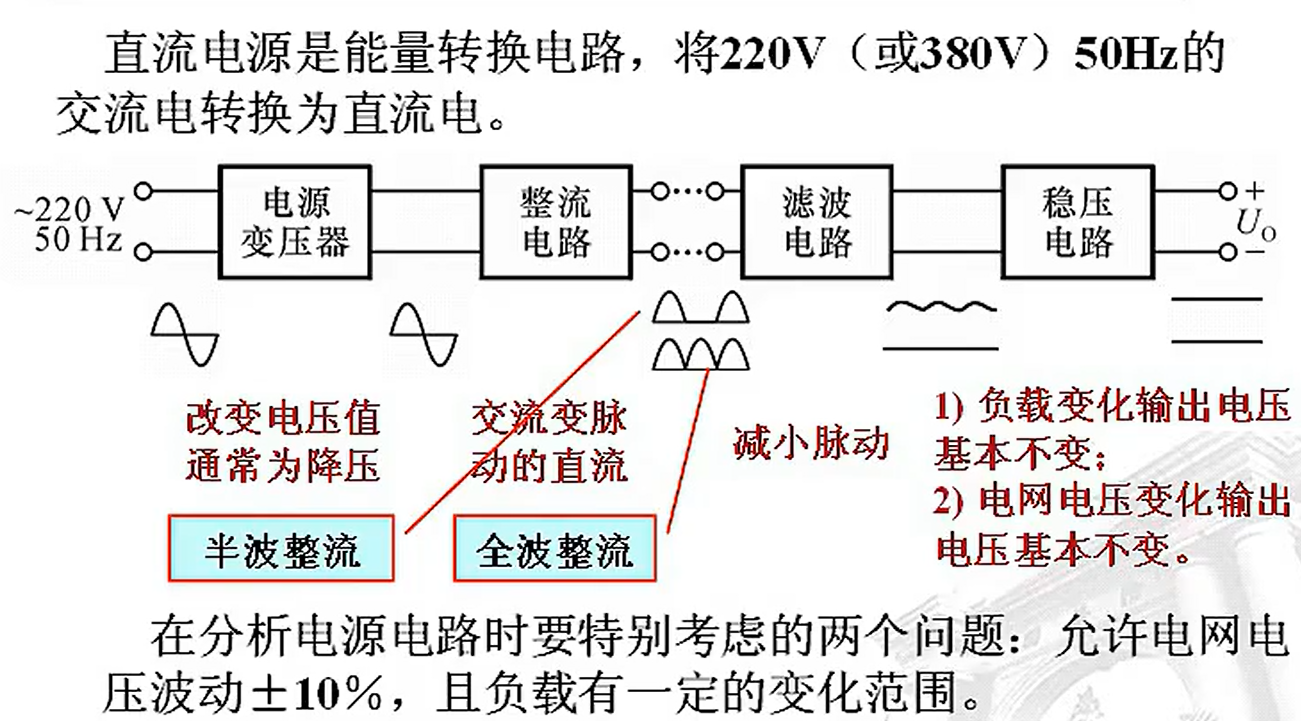 直流电源是能量转换电路，将220V（或380V）50Hz的
交流电转换为直流电。
~220 V
50 Hz
电源
变压器
整流
电路
滤波
电路
稳压
电路
+
U_O
−
改变电压值
通常为降压
交流变脉
动的直流
减小脉动
1) 负载变化输出电压
基本不变；
2) 电网电压变化输出
电压基本不变。
半波整流
全波整流
在分析电源电路时要特别考虑的两个问题：允许电网电
压波动±10%，且负载有一定的变化范围。